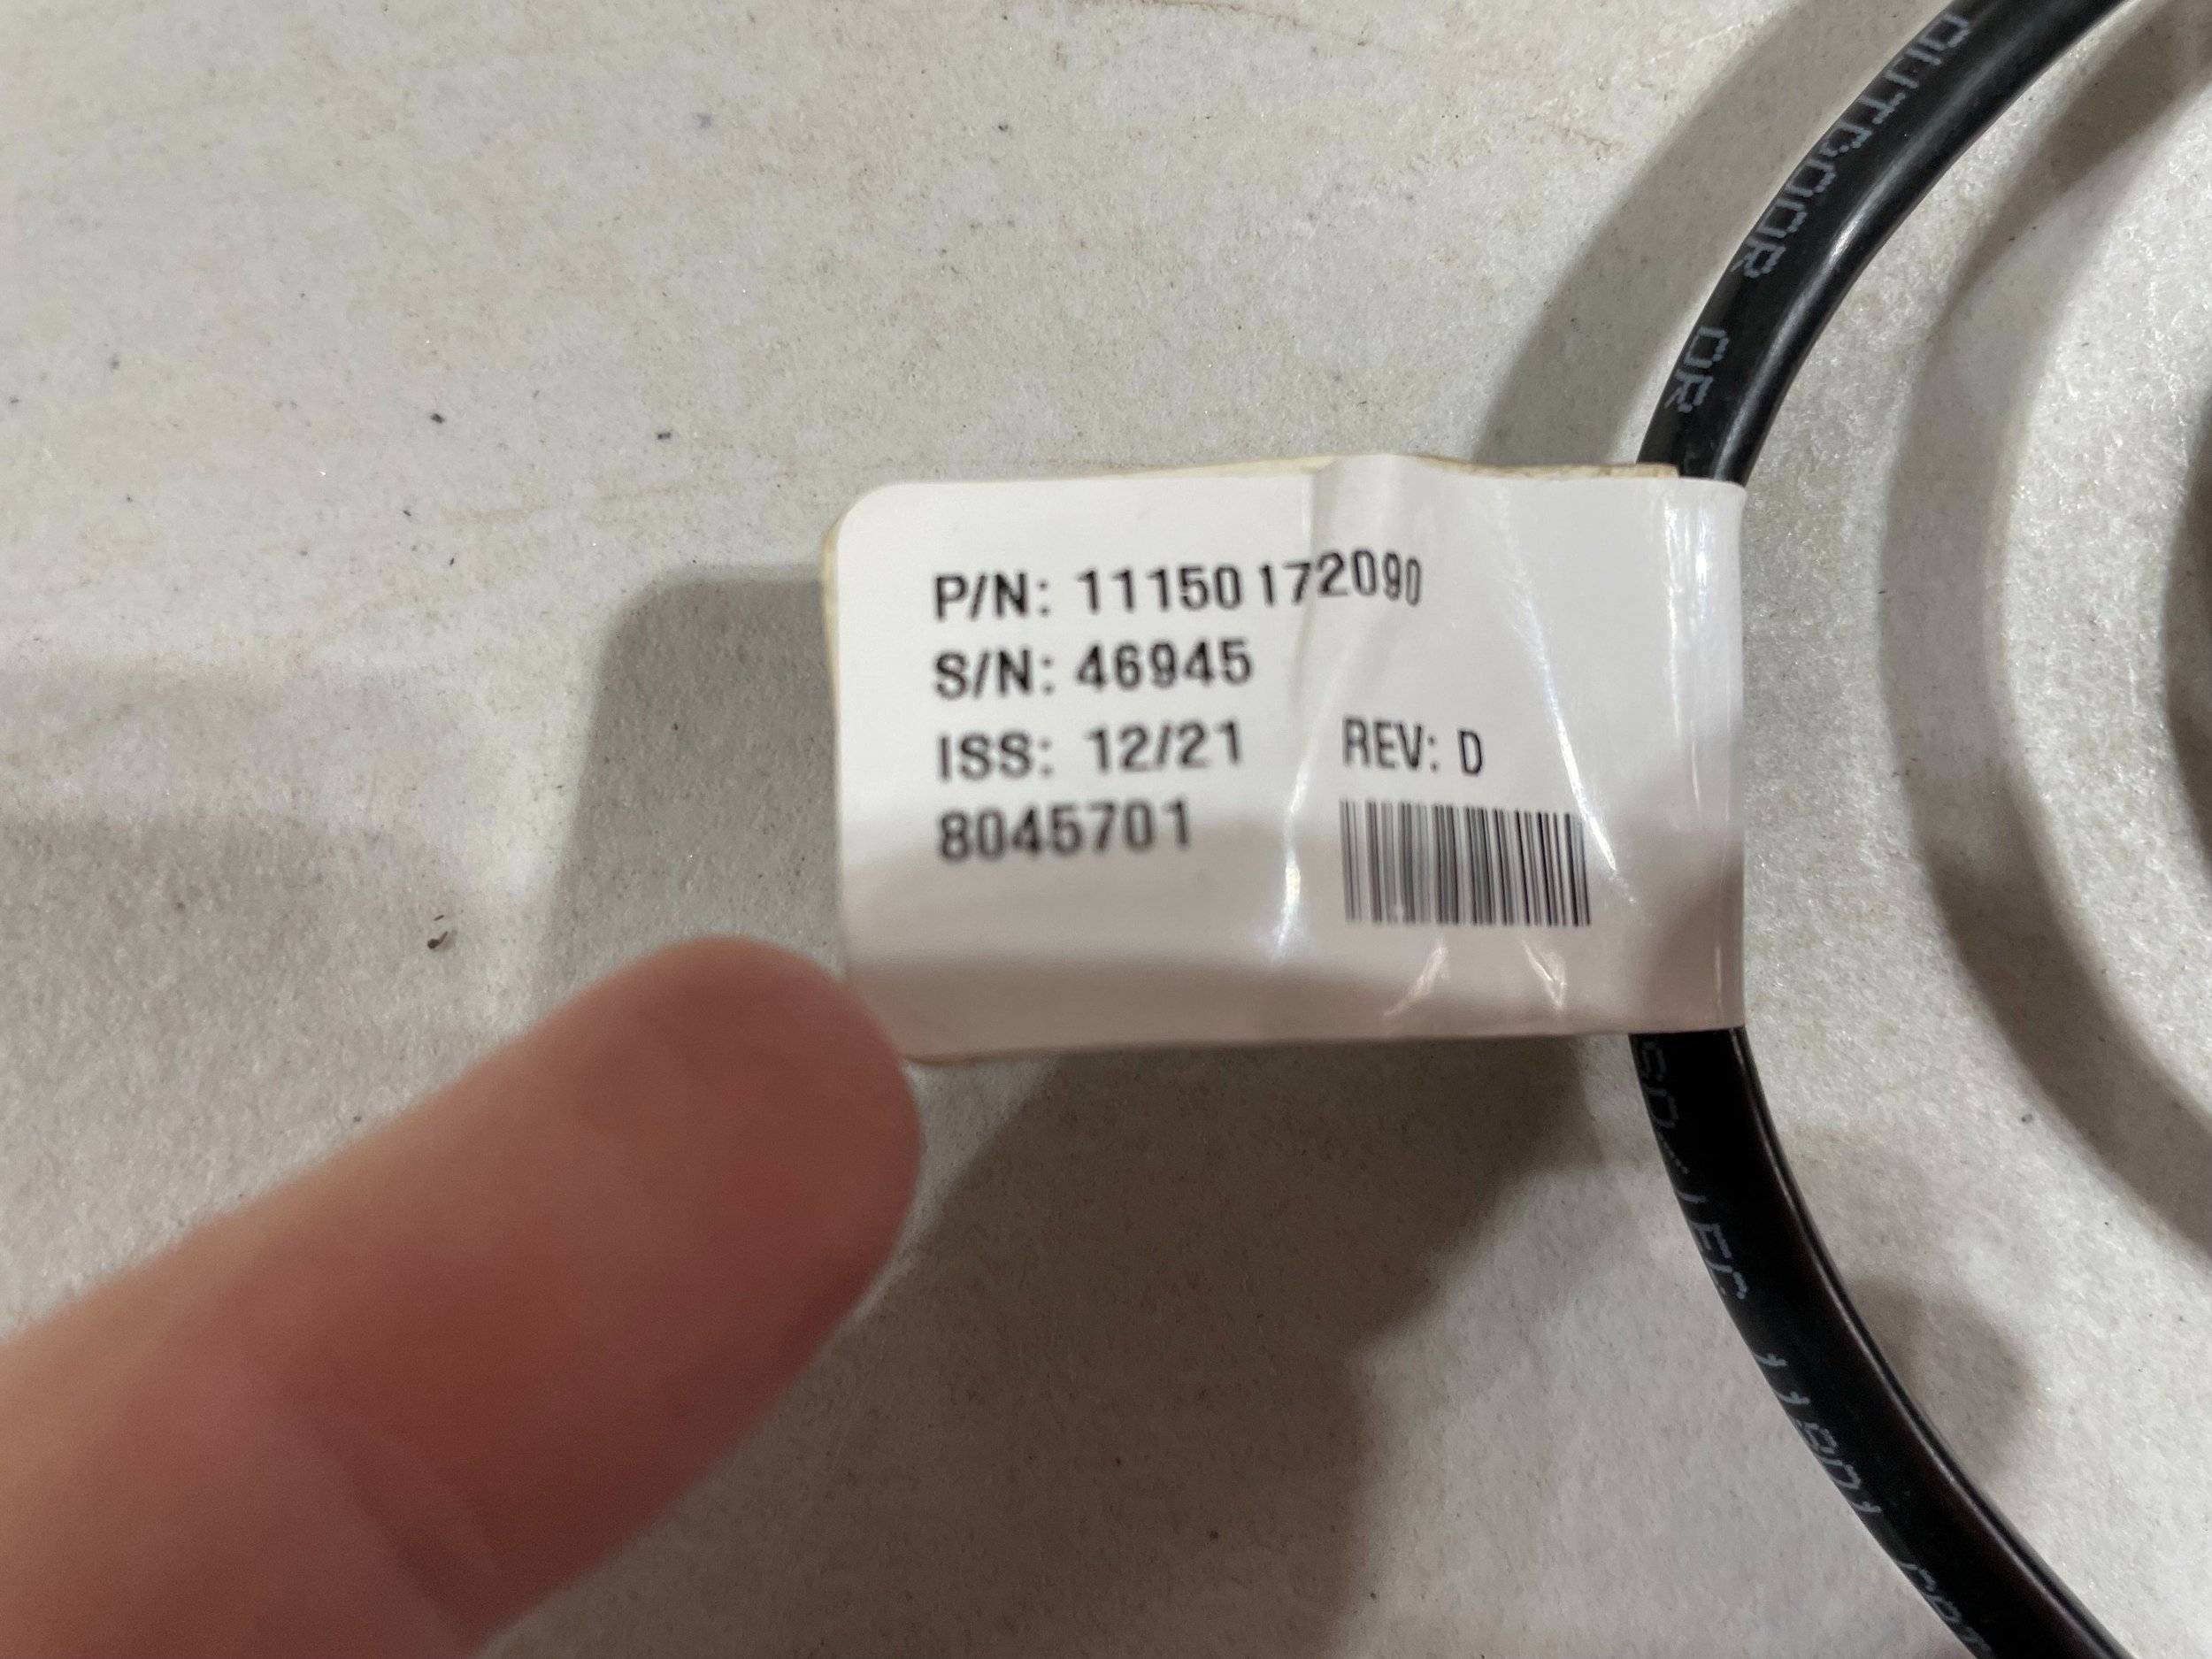 OUTDOOR OR
P/N: 11150172090
S/N: 46945
ISS: 12/21 REV: D
8045701